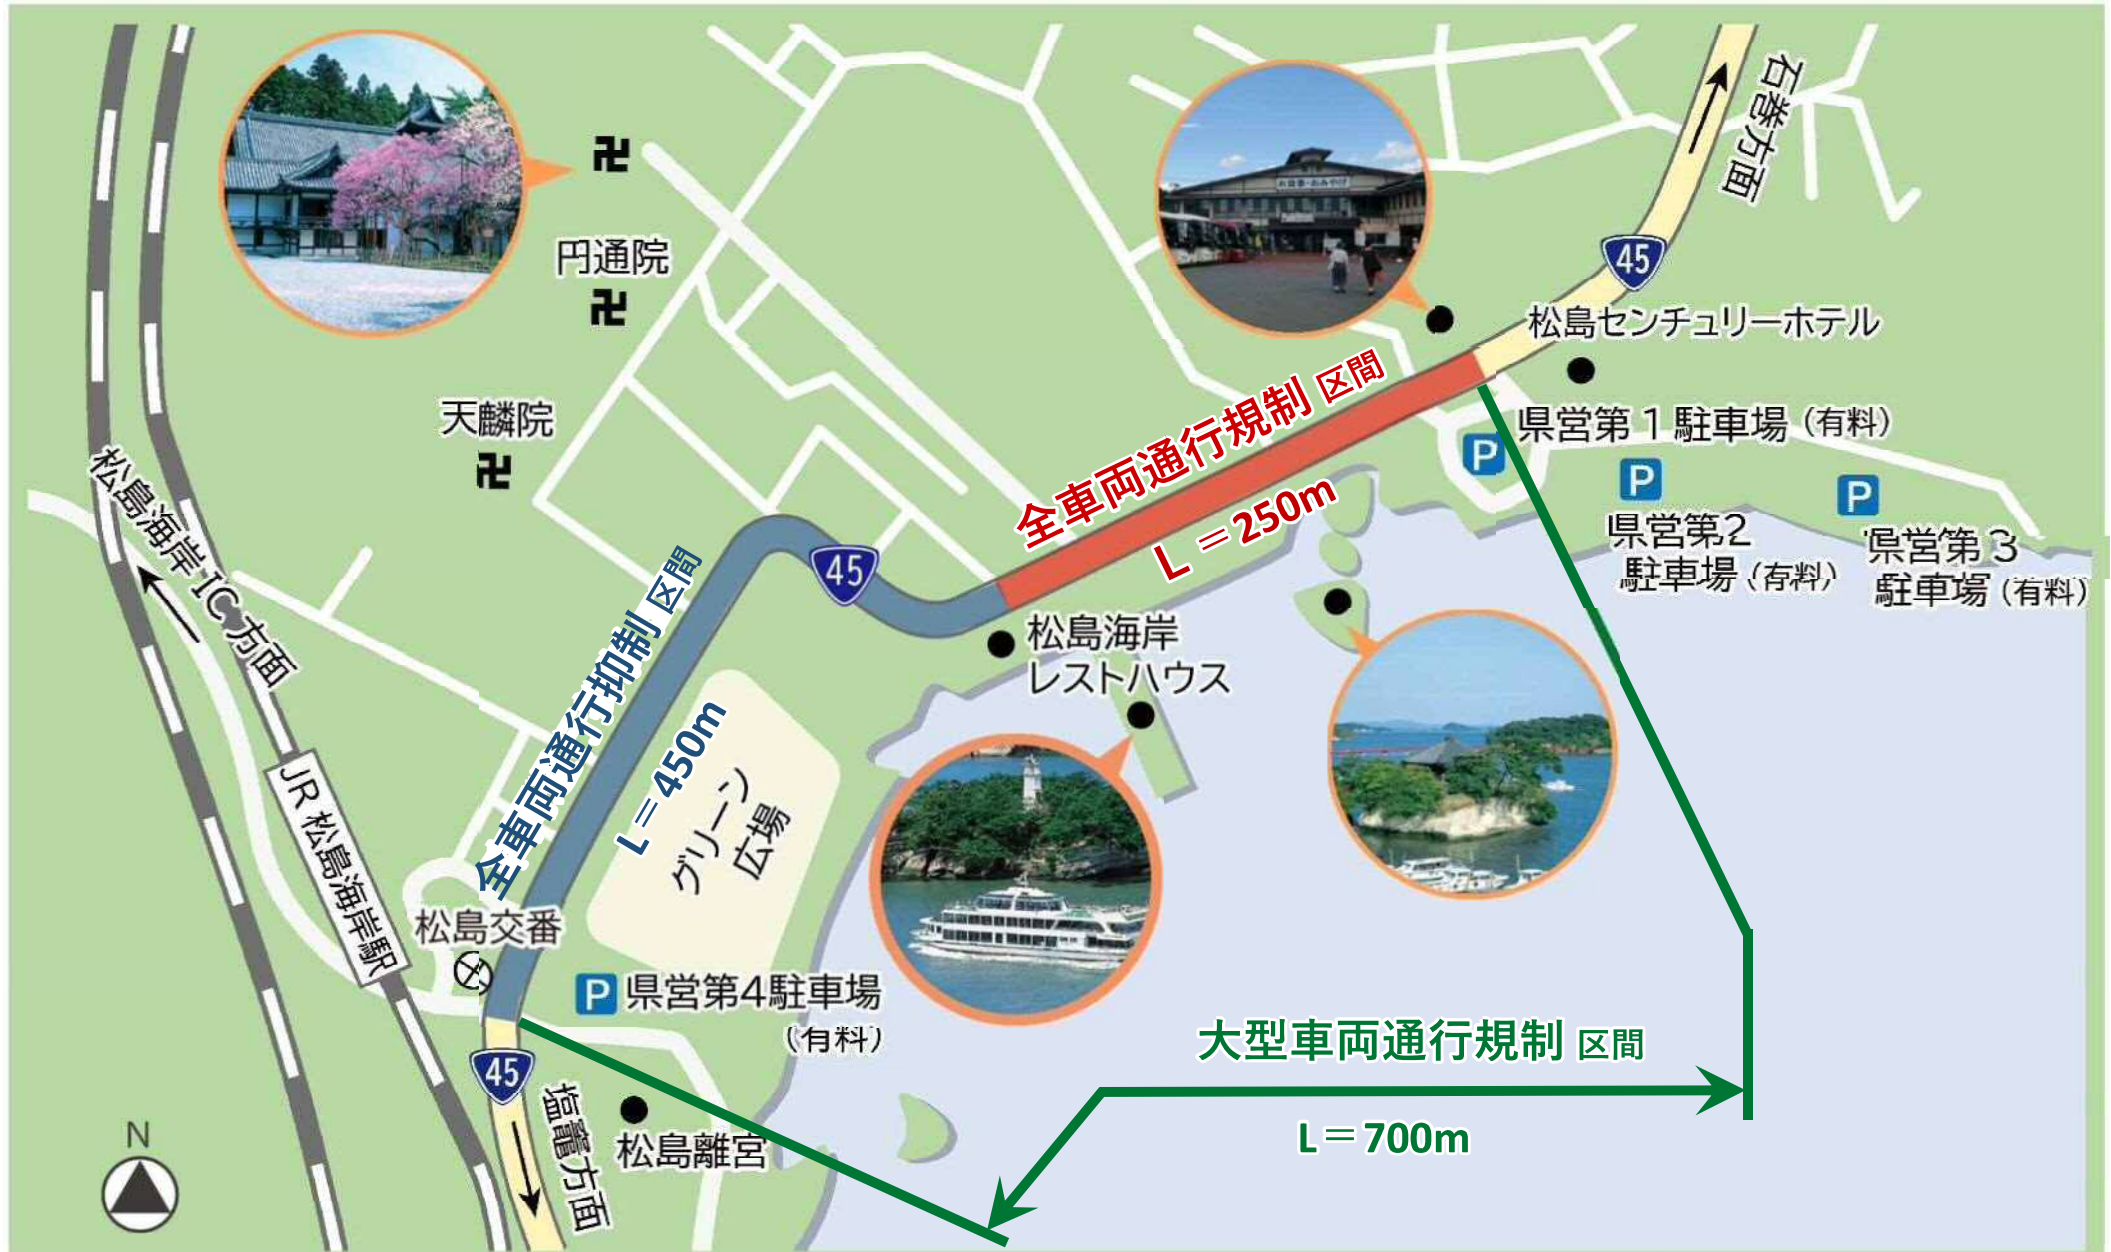 石巻方面
45
円通院
松島センチュリーホテル
全車両通行規制 区間
L=250m
天麟院
県営第1駐車場(有料)
P
P
P
県営第2
駐車場(有料)
県営第3
駐車場(有料)
松島海岸IC方面
45
全車両通行抑制 区間
L=450m
松島海岸
レストハウス
グリーン
広場
JR 松島海岸駅
松島交番
P 県営第4駐車場
(有料)
大型車両通行規制 区間
L=700m
45
塩竈方面
松島離宮
N